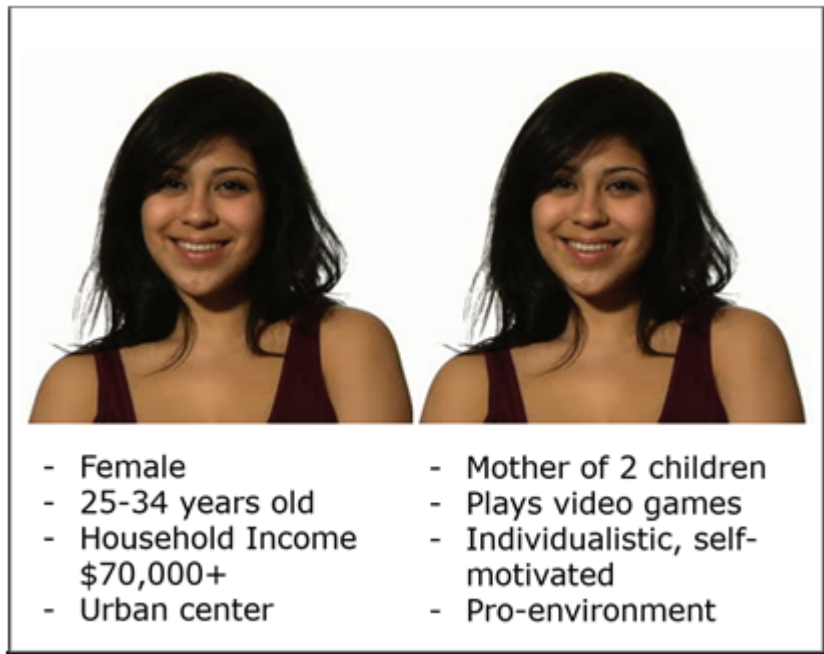 - Female
- 25-34 years old
- Household Income
$70,000+
- Urban center
- Mother of 2 children
- Plays video games
- Individualistic, self-
motivated
- Pro-environment